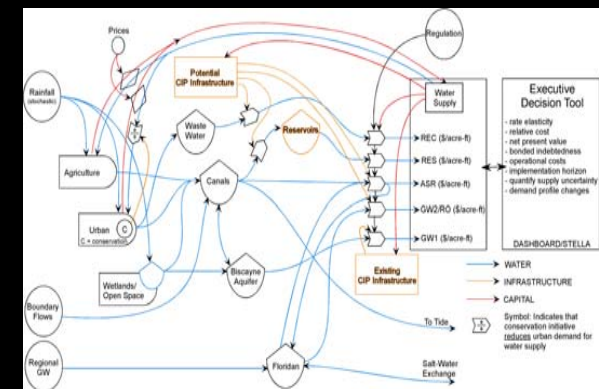 Prices
Rainfall
(stochastic)
Potential
CIP Infrastructure
Regulation
Water
Supply
Executive
Decision Tool
- rate elasticity
- relative cost
- net present value
- bonded indebtedness
- operational costs
- implementation horizon
- quantify supply uncertainty
- demand profile changes
DASHBOARD/STELLA
Waste
Water
Reservoirs
REC ($/acre-ft)
RES ($/acre-ft)
ASR ($/acre-ft)
GW2/RO ($/acre-ft)
GW1 ($/acre-ft)
Agriculture
Canals
Urban
C
C = conservation
Wetlands/
Open Space
Biscayne
Aquifer
Existing
CIP Infrastructure
WATER
INFRASTRUCTURE
CAPITAL
Boundary
Flows
To Tide
Symbol: Indicates that
conservation initiative
reduces urban demand for
water supply
Regional
GW
Floridan
Salt-Water
Exchange